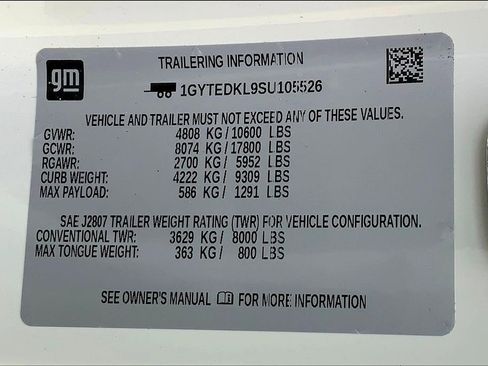 gm
TRAILERING INFORMATION
1GYTEDKL9SU105526
VEHICLE AND TRAILER MUST NOT EXCEED ANY OF THESE VALUES.
GVWR: 4808 KG / 10600 LBS
GCWR: 8074 KG / 17800 LBS
RGAWR: 2700 KG / 5952 LBS
CURB WEIGHT: 4222 KG / 9309 LBS
MAX PAYLOAD: 586 KG / 1291 LBS
SAE J2807 TRAILER WEIGHT RATING (TWR) FOR VEHICLE CONFIGURATION.
CONVENTIONAL TWR: 3629 KG / 8000 LBS
MAX TONGUE WEIGHT: 363 KG / 800 LBS
SEE OWNER'S MANUAL FOR MORE INFORMATION